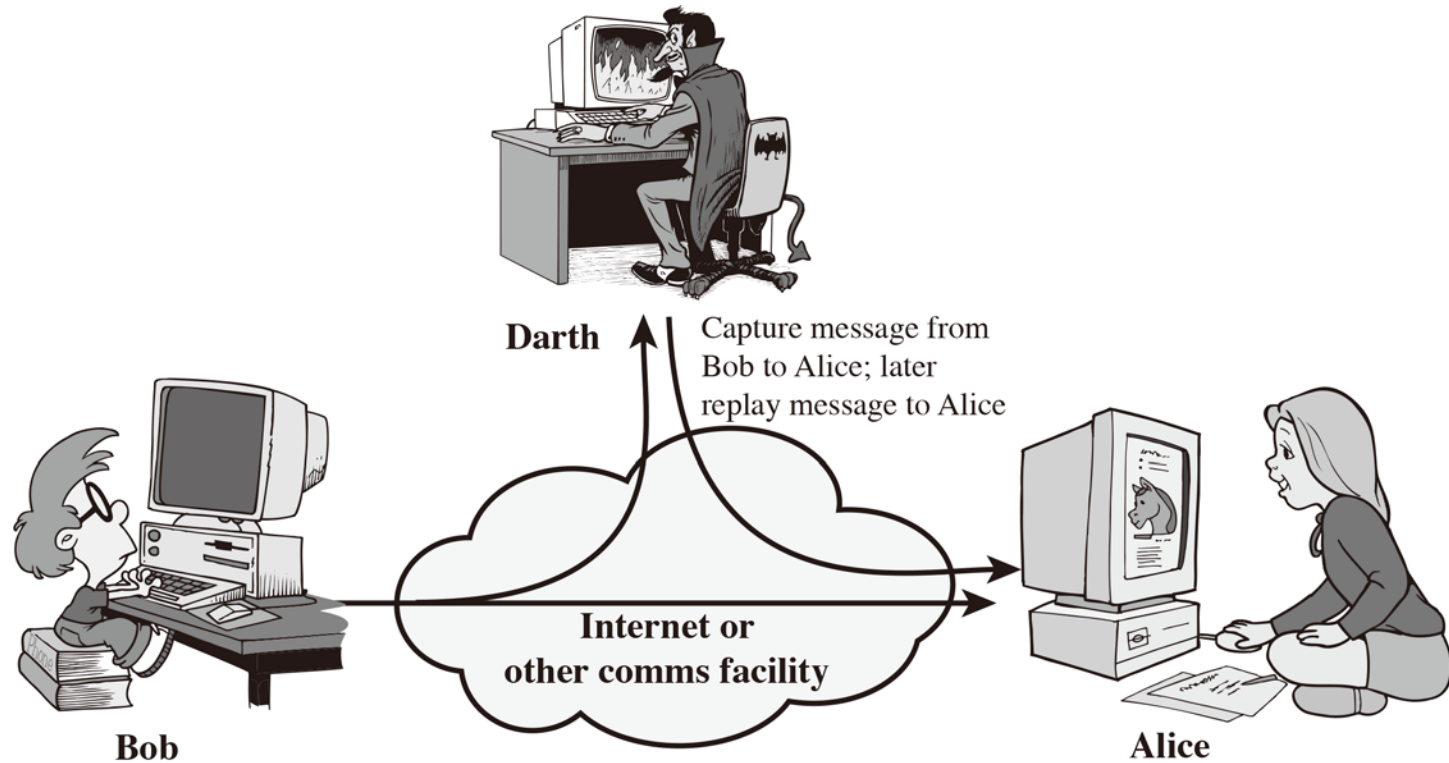 Darth
Capture message from
Bob to Alice; later
replay message to Alice
Phone
Internet or
other comms facility
Bob
Alice